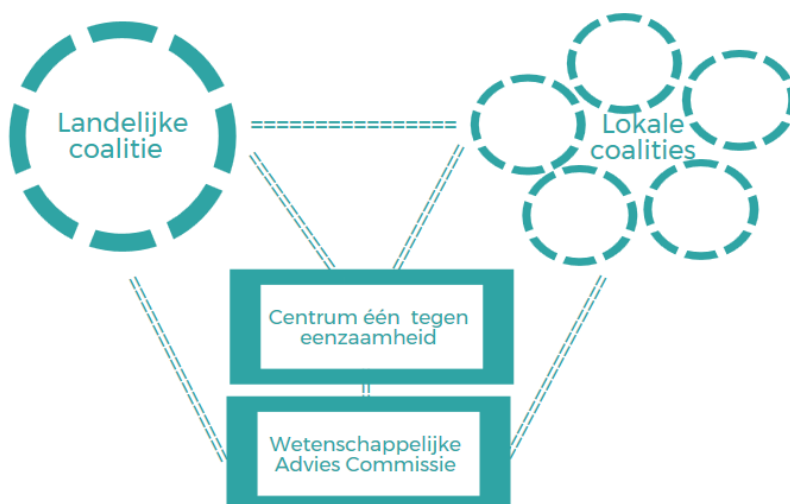 Landelijke
coalitie
Lokale
coalities
Centrum één tegen
eenzaamheid
Wetenschappelijke
Advies Commissie